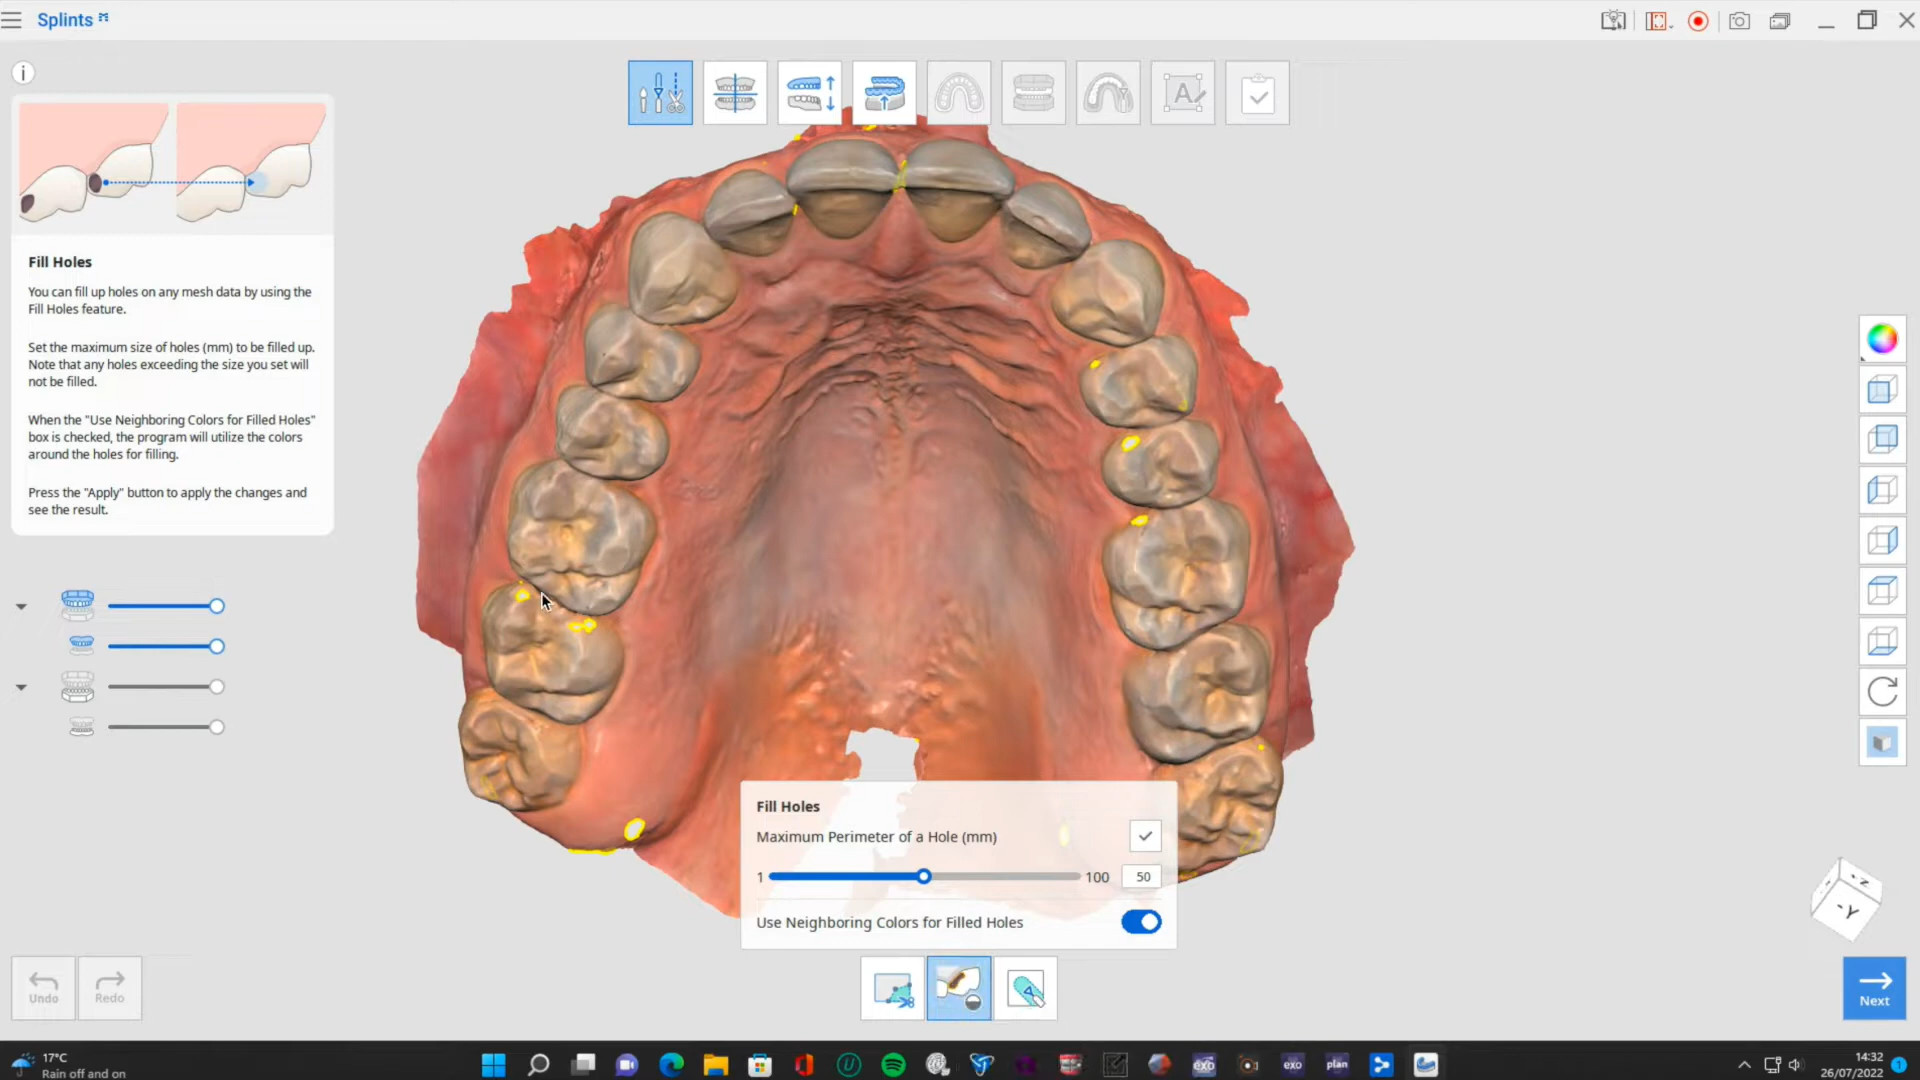 Splints
i
Fill Holes
You can fill up holes on any mesh data by using the
Fill Holes feature.
Set the maximum size of holes (mm) to be filled up.
Note that any holes exceeding the size you set will
not be filled.
When the "Use Neighboring Colors for Filled Holes"
box is checked, the program will utilize the colors
around the holes for filling.
Press the "Apply" button to apply the changes and
see the result.
A
Fill Holes
Maximum Perimeter of a Hole (mm)
1 100 50
Use Neighboring Colors for Filled Holes
-Y
Undo
Redo
Next
17°C
Rain off and on
exo
exo
plan
14:32
26/07/2022
1